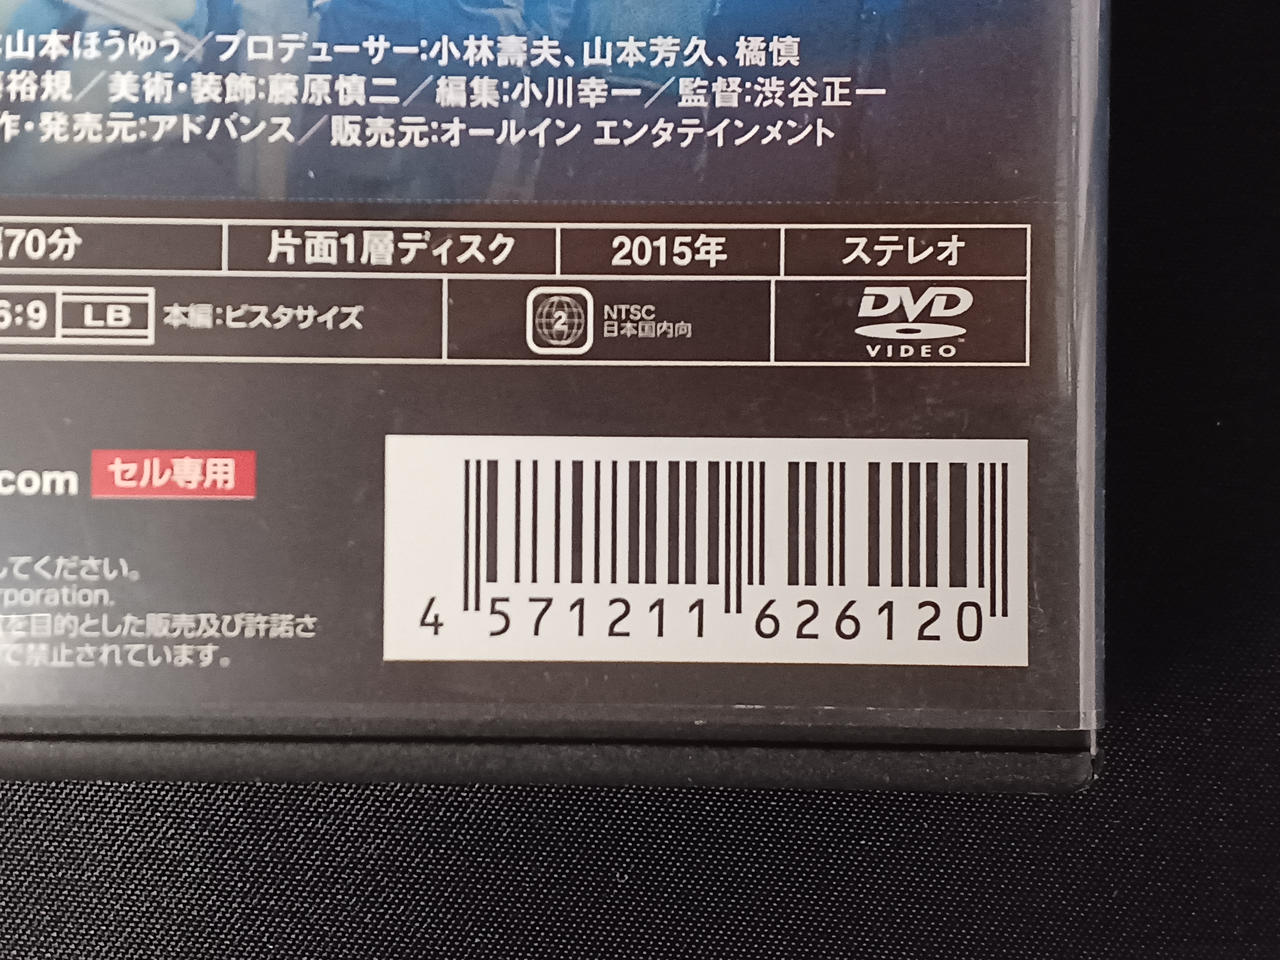 山本ほうゆう／プロデューサー:小林壽夫、山本芳久、橘慎
裕規／美術・装飾:藤原慎二／編集:小川幸一／監督:渋谷正一
作・発売元:アドバンス／販売元:オールイン エンタテインメント
70分 片面1層ディスク 2015年 ステレオ
6:9 LB 本編:ビスタサイズ 2 NTSC 日本国内向 DVD VIDEO
.com セル専用
してください。
rporation.
を目的とした販売及び許諾さ
で禁止されています。
4 571211 626120